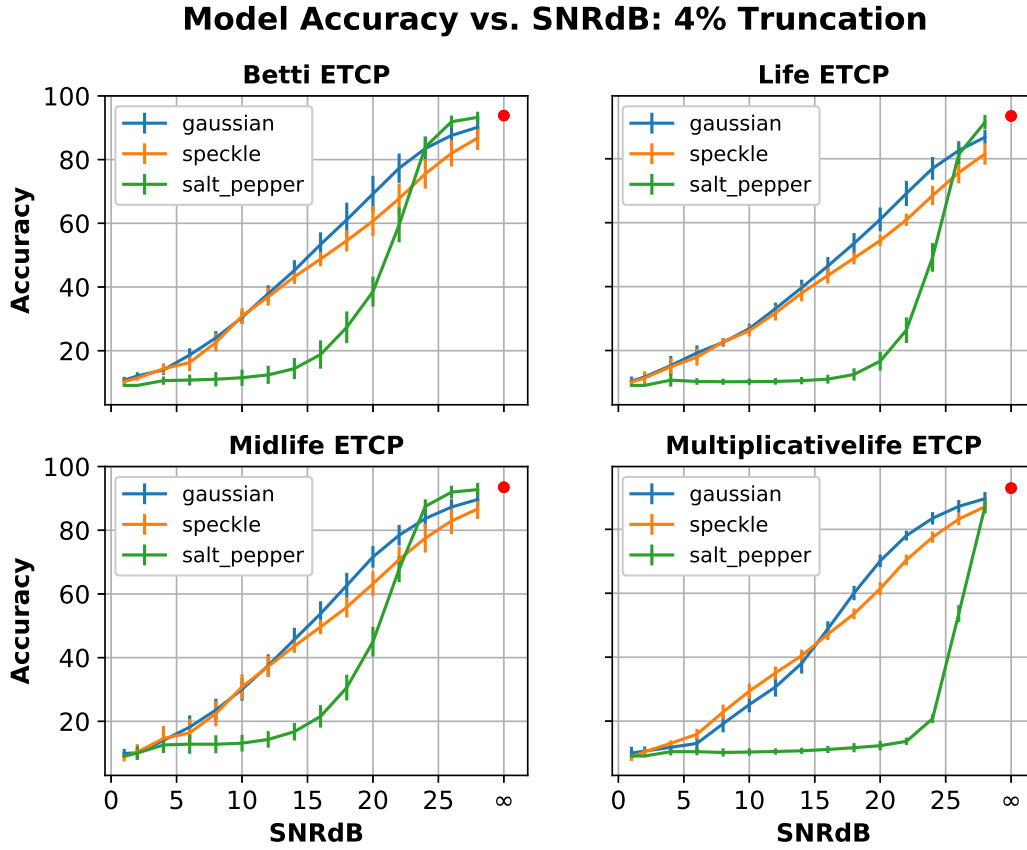 Model Accuracy vs. SNRdB: 4% Truncation
Betti ETCP
Life ETCP
100
80
60
40
20
Accuracy
gaussian
speckle
salt_pepper
gaussian
speckle
salt_pepper
Midlife ETCP
Multiplicativelife ETCP
100
80
60
40
20
Accuracy
gaussian
speckle
salt_pepper
gaussian
speckle
salt_pepper
0 5 10 15 20 25 ∞
0 5 10 15 20 25 ∞
SNRdB
SNRdB